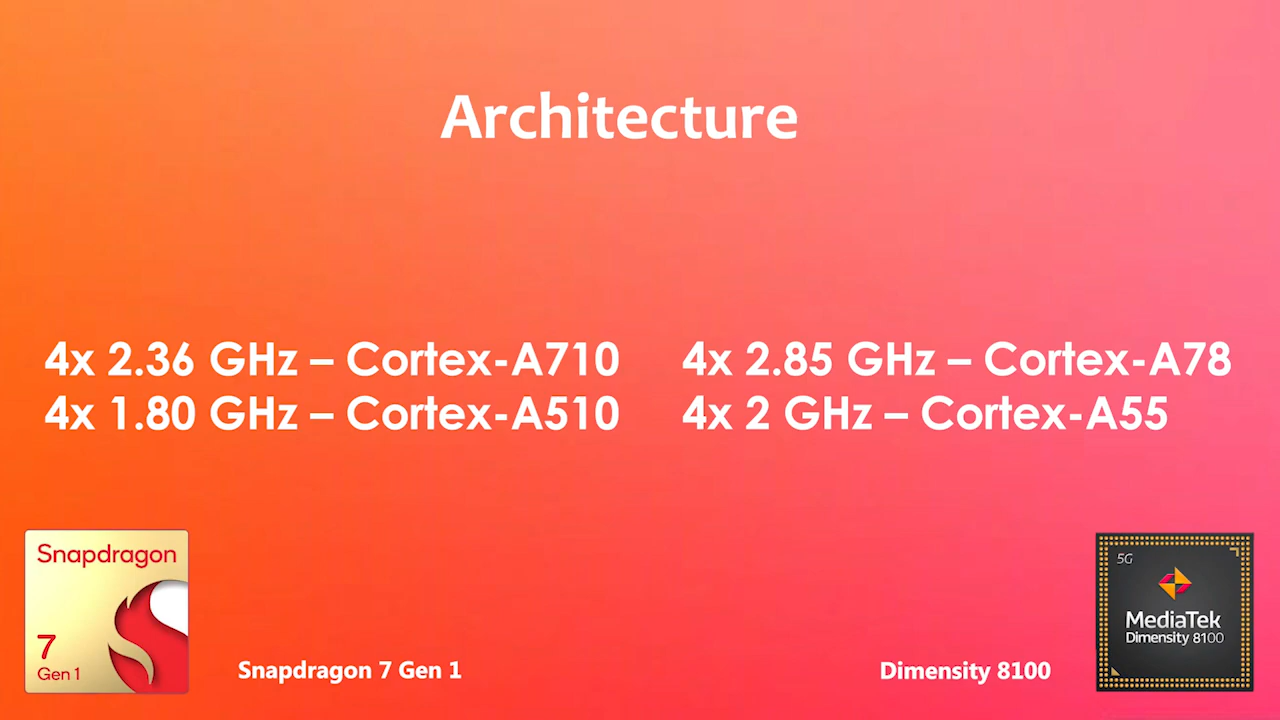 Architecture
4x 2.36 GHz – Cortex-A710
4x 1.80 GHz – Cortex-A510
4x 2.85 GHz – Cortex-A78
4x 2 GHz – Cortex-A55
Snapdragon
7
Gen 1
Snapdragon 7 Gen 1
Dimensity 8100
5G
MediaTek
Dimensity 8100